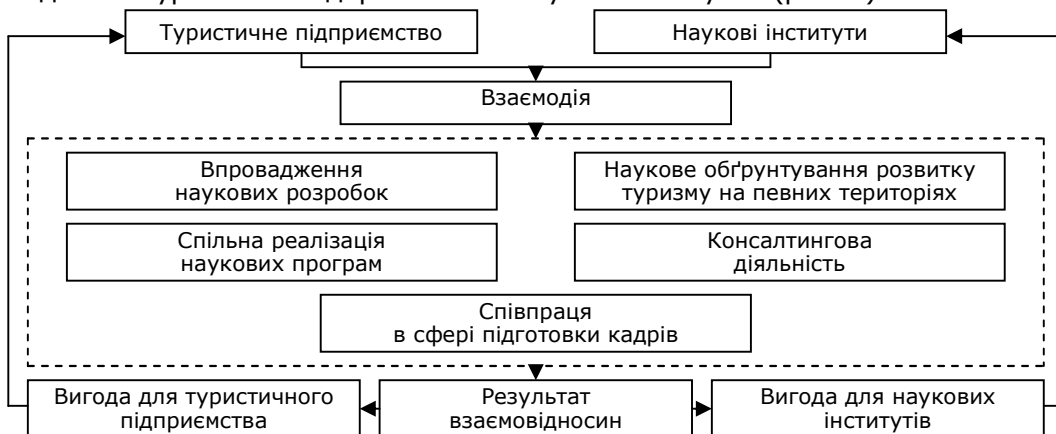 Туристичне підприємство
Наукові інститути
Взаємодія
Впровадження
наукових розробок
Наукове обґрунтування розвитку
туризму на певних територіях
Спільна реалізація
наукових програм
Консалтингова
діяльність
Співпраця
в сфері підготовки кадрів
Вигода для туристичного
підприємства
Результат
взаємовідносин
Вигода для наукових
інститутів